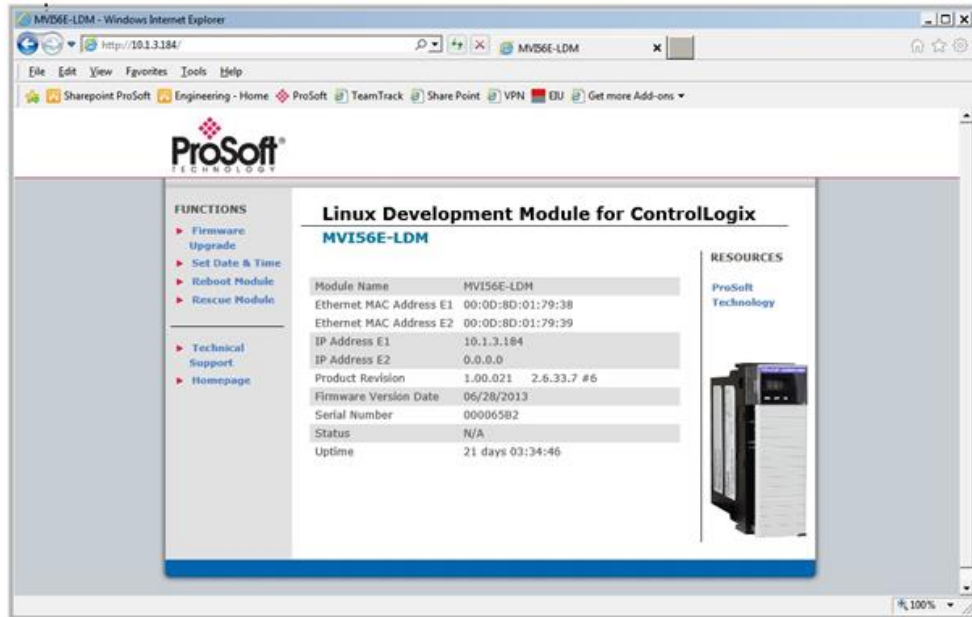 MVI56E-LDM - Windows Internet Explorer
http://10.1.3.184/
MVI56E-LDM
File Edit View Favorites Tools Help
Sharepoint ProSoft Engineering - Home ProSoft TeamTrack Share Point VPN EIU Get more Add-ons
ProSoft®
TECHNOLOGY
FUNCTIONS
Firmware
Upgrade
Set Date & Time
Reboot Module
Rescue Module
Technical
Support
Homepage
Linux Development Module for ControlLogix
MVI56E-LDM
Module Name MVI56E-LDM
Ethernet MAC Address E1 00:0D:8D:01:79:38
Ethernet MAC Address E2 00:0D:8D:01:79:39
IP Address E1 10.1.3.184
IP Address E2 0.0.0.0
Product Revision 1.00.021 2.6.33.7 #6
Firmware Version Date 06/28/2013
Serial Number 000065B2
Status N/A
Uptime 21 days 03:34:46
RESOURCES
ProSoft
Technology
100%